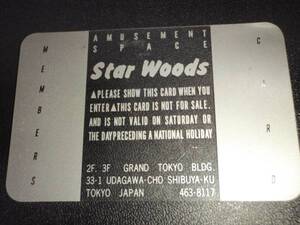 AMUSEMENT
SPACE
MEMBERS
CARD
Star Woods
▲PLEASE SHOW THIS CARD WHEN YOU
ENTER▲THIS CARD IS NOT FOR SALE.
AND IS NOT VALID ON SATURDAY OR
THE DAY PRECEDING A NATIONAL HOLIDAY
2F. 3F GRAND TOKYO BLDG.
33-1 UDAGAWA-CHO SHIBUYA-KU
TOKYO JAPAN 463-8117